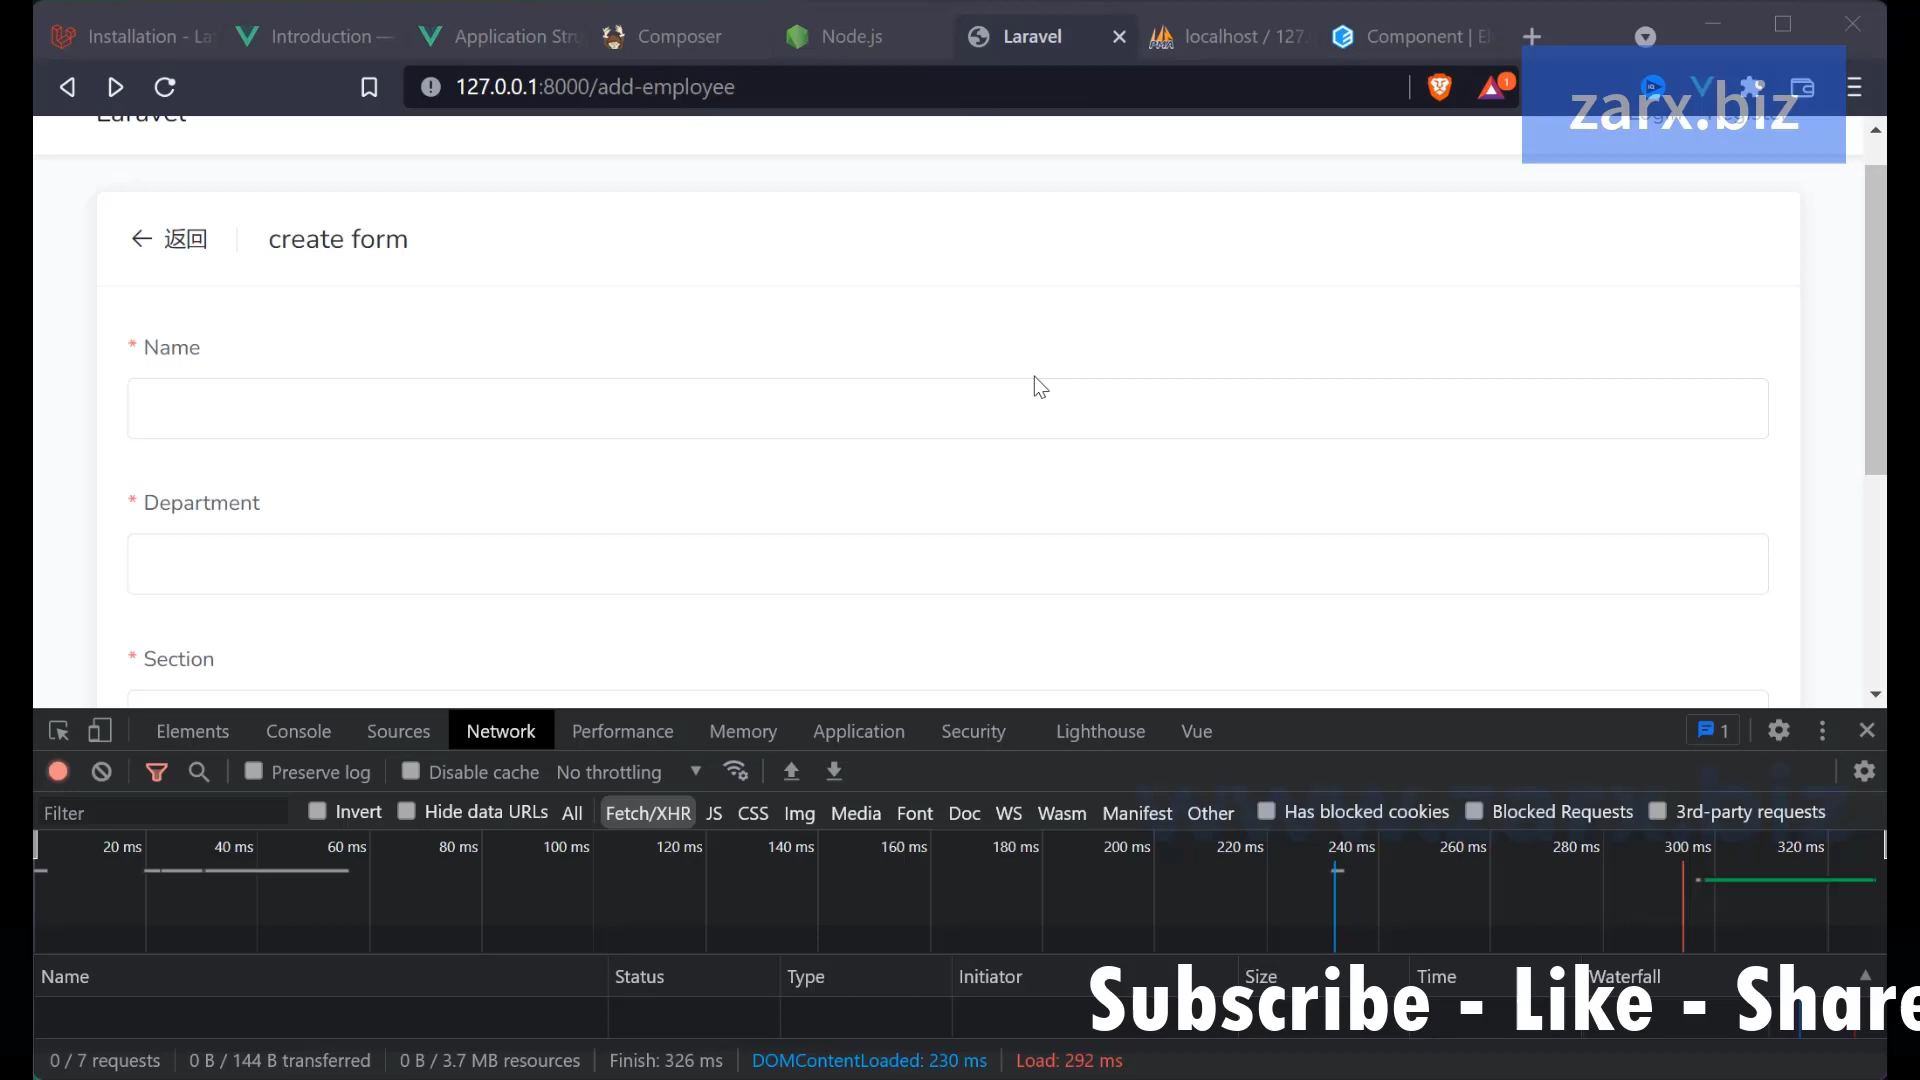 Installation - La
Introduction —
Application Stru
Composer
Node.js
Laravel
localhost / 127.
Component | El
127.0.0.1:8000/add-employee
1
zarx.biz
Laravel
返回
create form
* Name
* Department
* Section
Elements
Console
Sources
Network
Performance
Memory
Application
Security
Lighthouse
Vue
1
Preserve log
Disable cache
No throttling
Filter
Invert
Hide data URLs
All
Fetch/XHR
JS
CSS
Img
Media
Font
Doc
WS
Wasm
Manifest
Other
Has blocked cookies
Blocked Requests
3rd-party requests
20 ms
40 ms
60 ms
80 ms
100 ms
120 ms
140 ms
160 ms
180 ms
200 ms
220 ms
240 ms
260 ms
280 ms
300 ms
320 ms
Name
Status
Type
Initiator
Size
Time
Waterfall
Subscribe - Like - Share
0 / 7 requests
0 B / 144 B transferred
0 B / 3.7 MB resources
Finish: 326 ms
DOMContentLoaded: 230 ms
Load: 292 ms